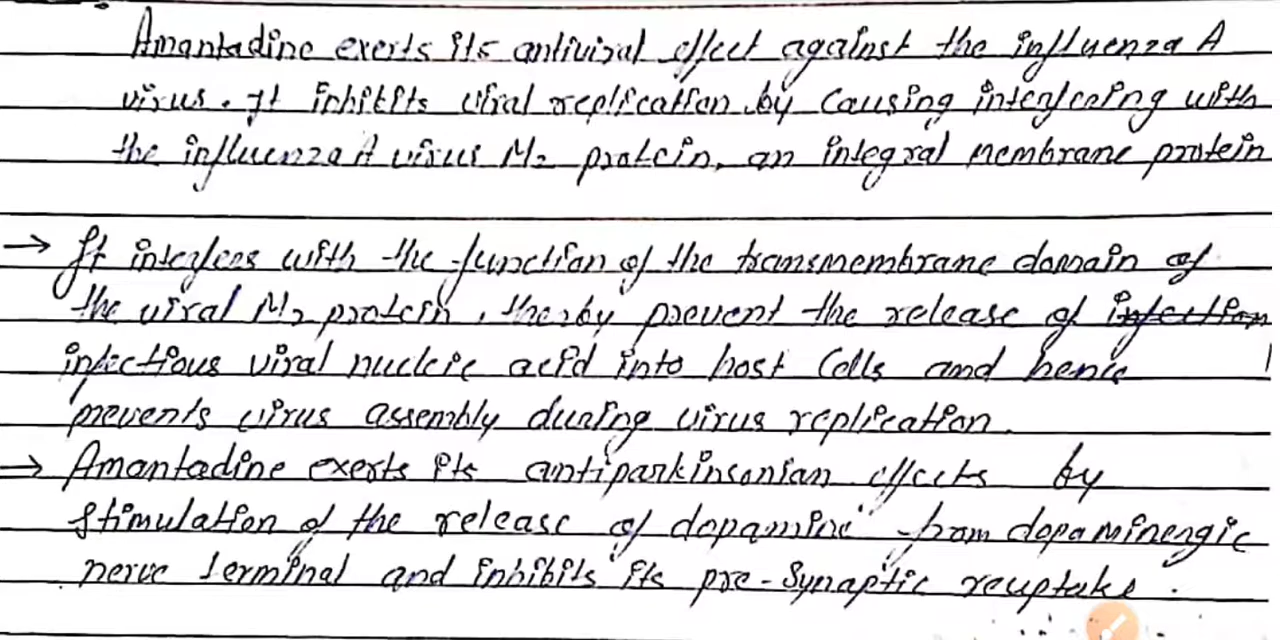 Amantadine exerts its antiviral effect against the influenza A
virus. It inhibits viral replication by causing interfering with
the influenza A virus M2 protein, an integral membrane protein
→ It interfers with the function of the transmembrane domain of
the viral M2 protein, therby prevent the release of infection
infectious viral nucleic acid into host cells and hence
prevents virus assembly during virus replication.
→ Amantadine exerts its antiparkinsonian effects by
stimulation of the release of dopamine from dopaminergic
nerve terminal and inhibits its pre-synaptic reuptake.